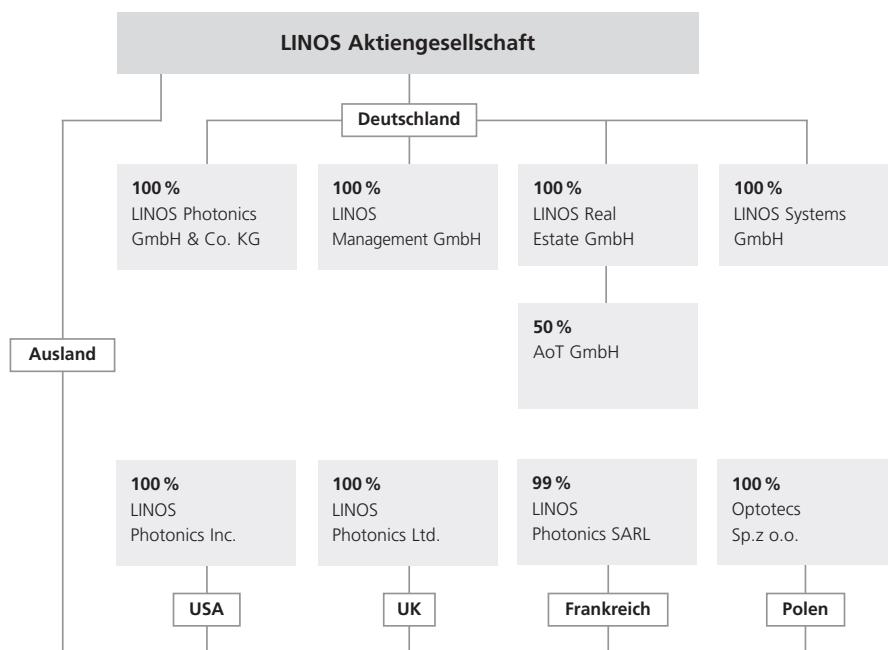 LINOS Aktiengesellschaft
Deutschland
100 %
LINOS Photonics
GmbH & Co. KG
100 %
LINOS
Management GmbH
100 %
LINOS Real
Estate GmbH
100 %
LINOS Systems
GmbH
50 %
AoT GmbH
Ausland
100 %
LINOS
Photonics Inc.
100 %
LINOS
Photonics Ltd.
99 %
LINOS
Photonics SARL
100 %
Optotecs
Sp.z o.o.
USA
UK
Frankreich
Polen